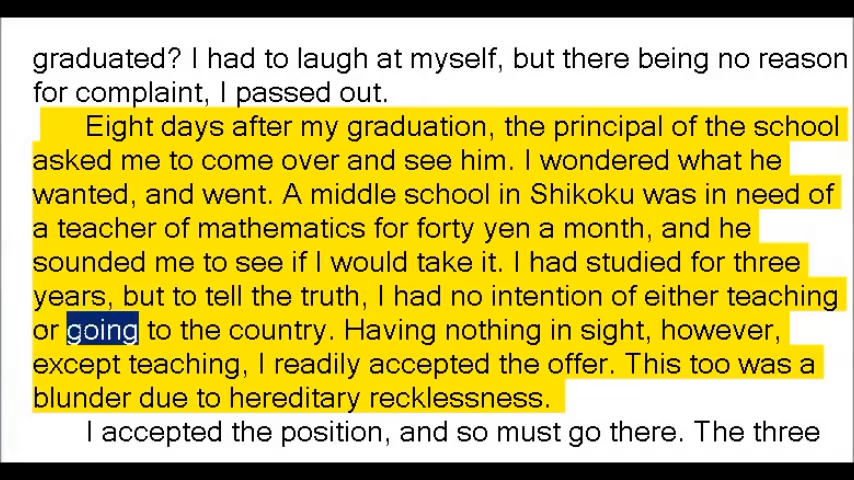 graduated? I had to laugh at myself, but there being no reason
for complaint, I passed out.
Eight days after my graduation, the principal of the school
asked me to come over and see him. I wondered what he
wanted, and went. A middle school in Shikoku was in need of
a teacher of mathematics for forty yen a month, and he
sounded me to see if I would take it. I had studied for three
years, but to tell the truth, I had no intention of either teaching
or going to the country. Having nothing in sight, however,
except teaching, I readily accepted the offer. This too was a
blunder due to hereditary recklessness.
I accepted the position, and so must go there. The three